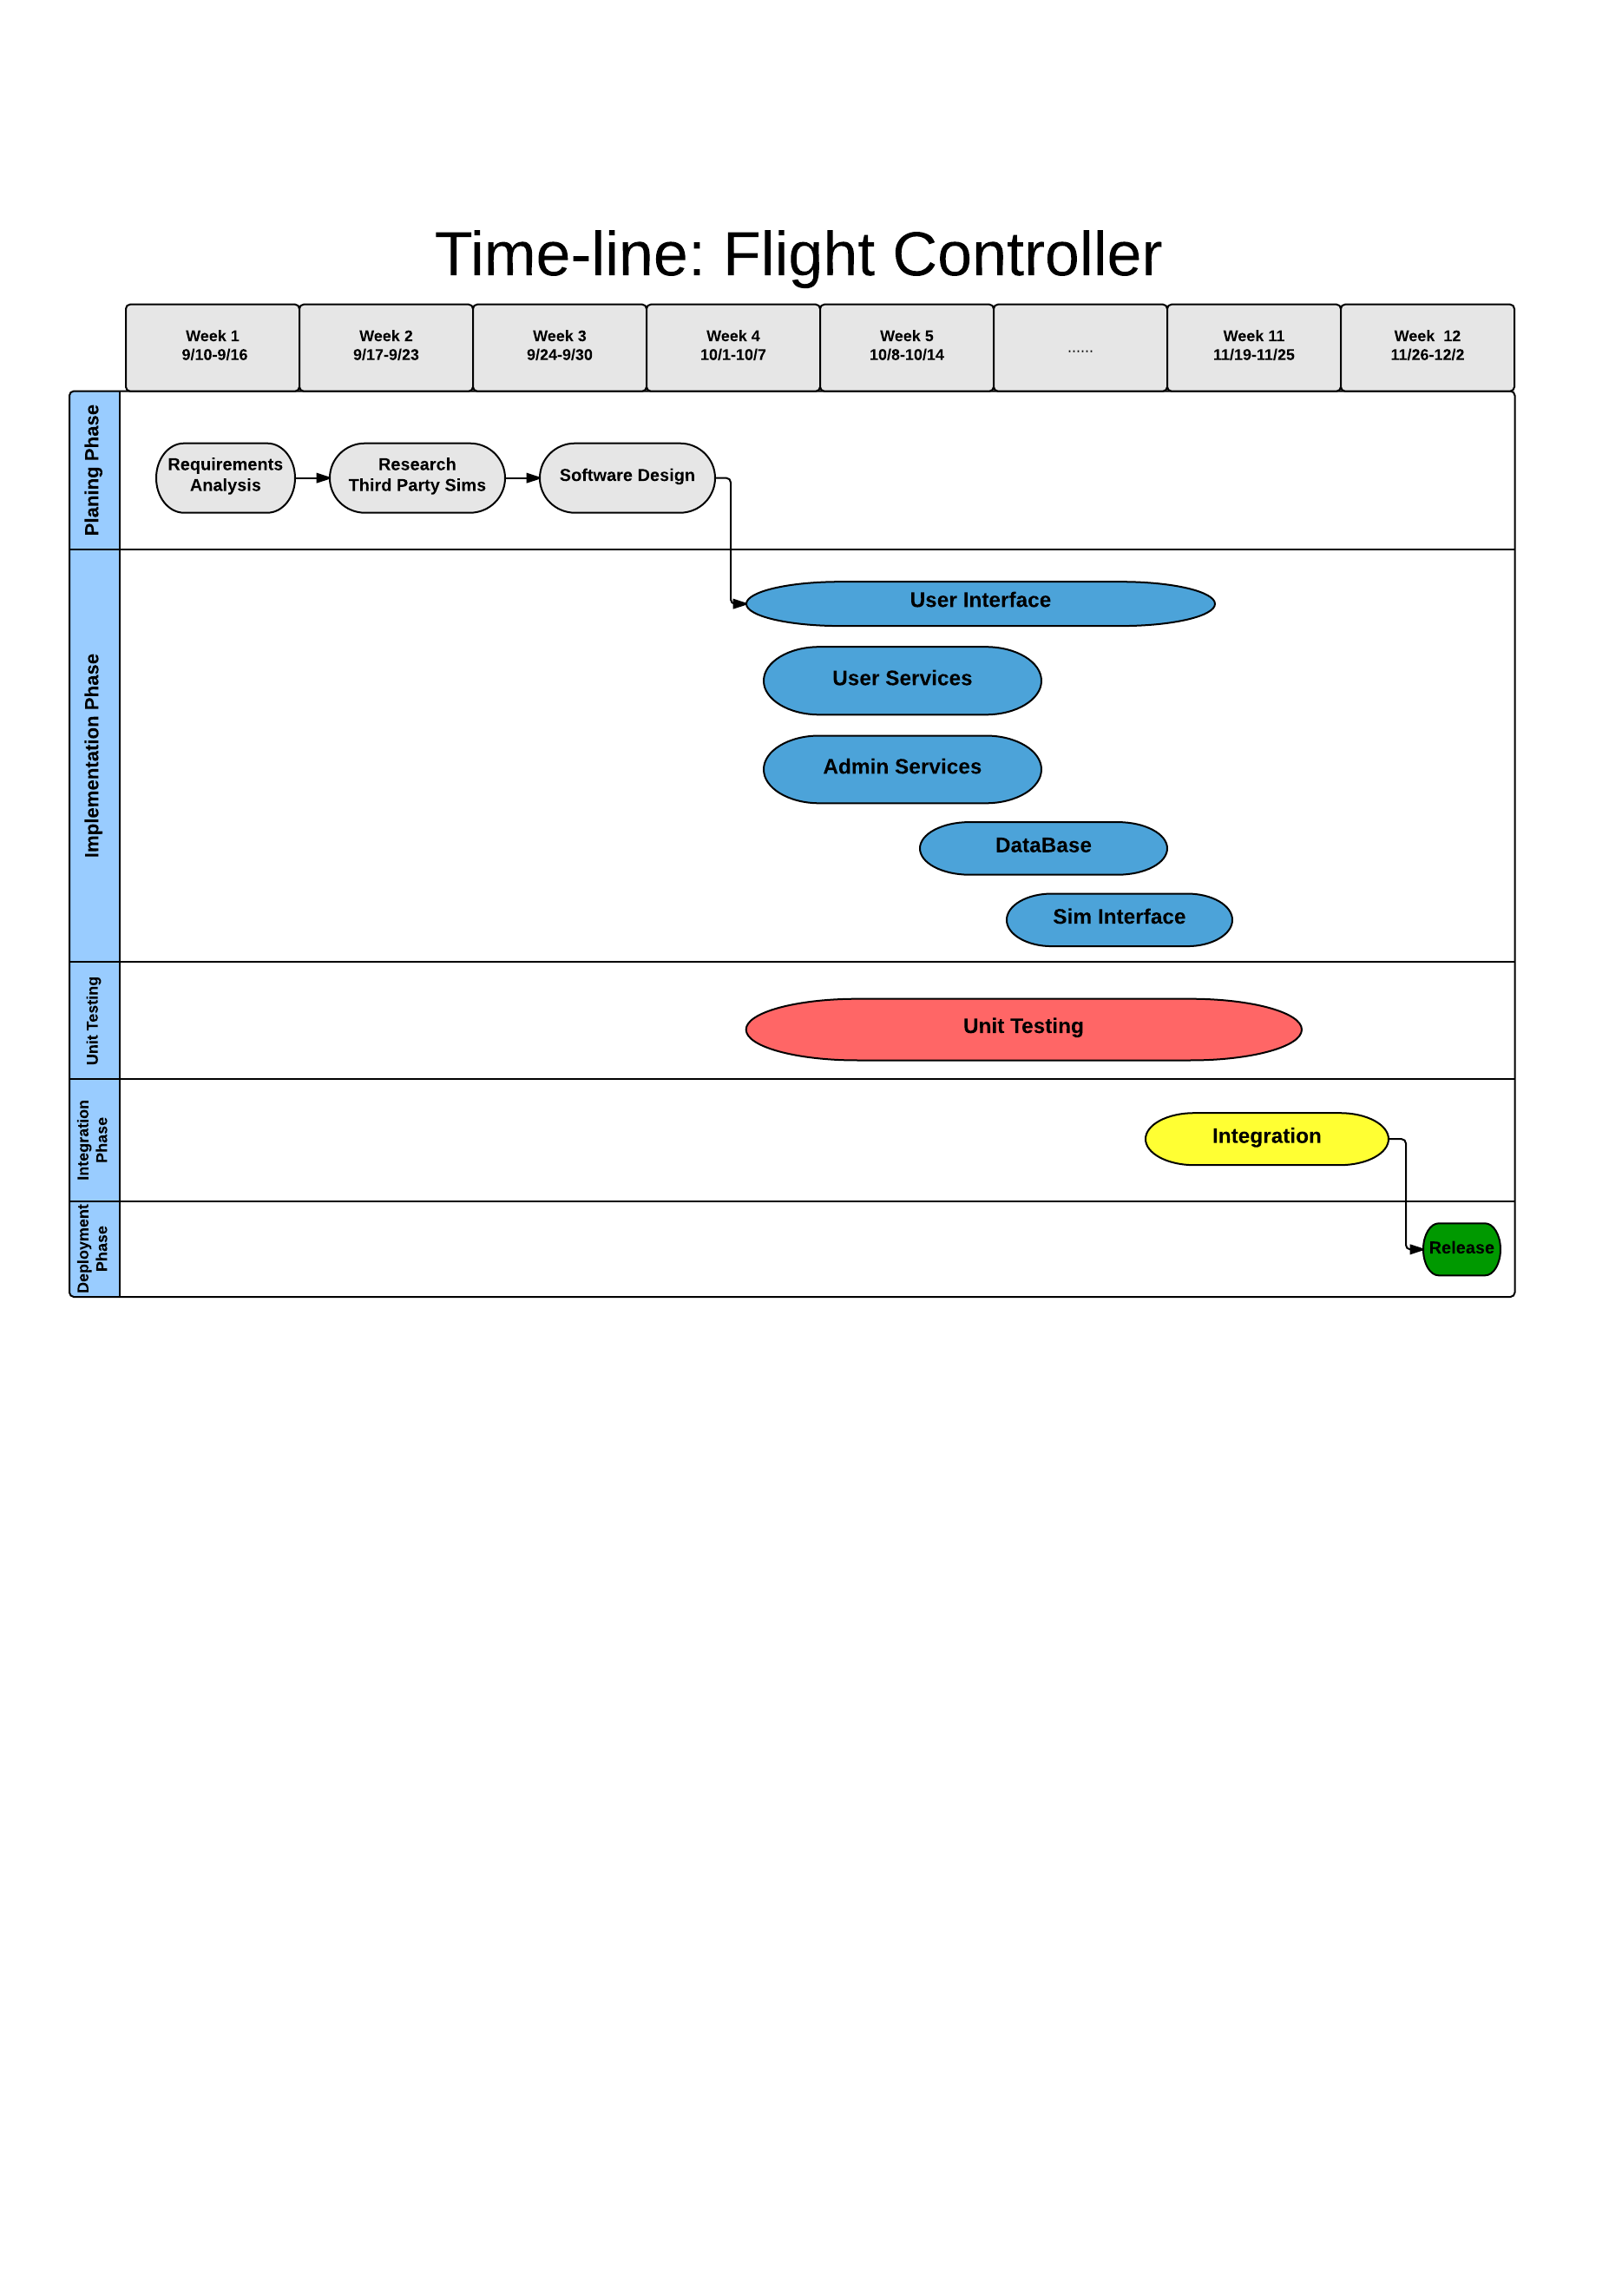 Time-line: Flight Controller
Week 1
9/10-9/16
Week 2
9/17-9/23
Week 3
9/24-9/30
Week 4
10/1-10/7
Week 5
10/8-10/14
......
Week 11
11/19-11/25
Week  12
11/26-12/2
Planing Phase
Requirements
Analysis
Research
Third Party Sims
Software Design
Implementation Phase
User Interface
User Services
Admin Services
DataBase
Sim Interface
Unit Testing
Unit Testing
Integration
Phase
Integration
Deployment
Phase
Release